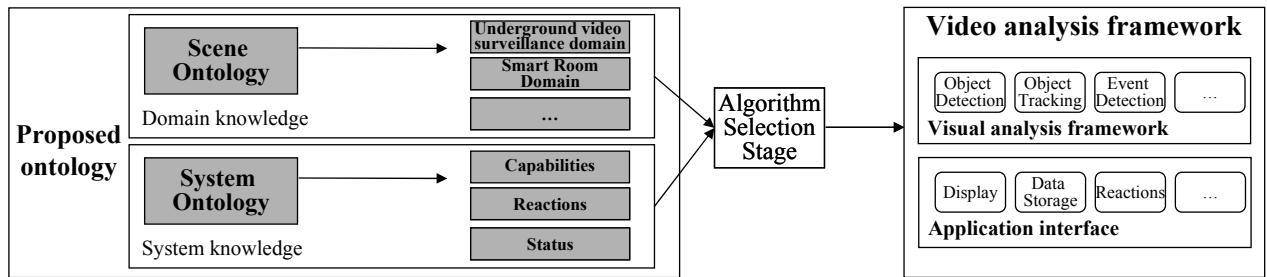 Proposed
ontology
Scene
Ontology
Domain knowledge
Underground video
surveillance domain
Smart Room
Domain
...
System
Ontology
System knowledge
Capabilities
Reactions
Status
Algorithm
Selection
Stage
Video analysis framework
Object
Detection
Object
Tracking
Event
Detection
...
Visual analysis framework
Display
Data
Storage
Reactions
...
Application interface